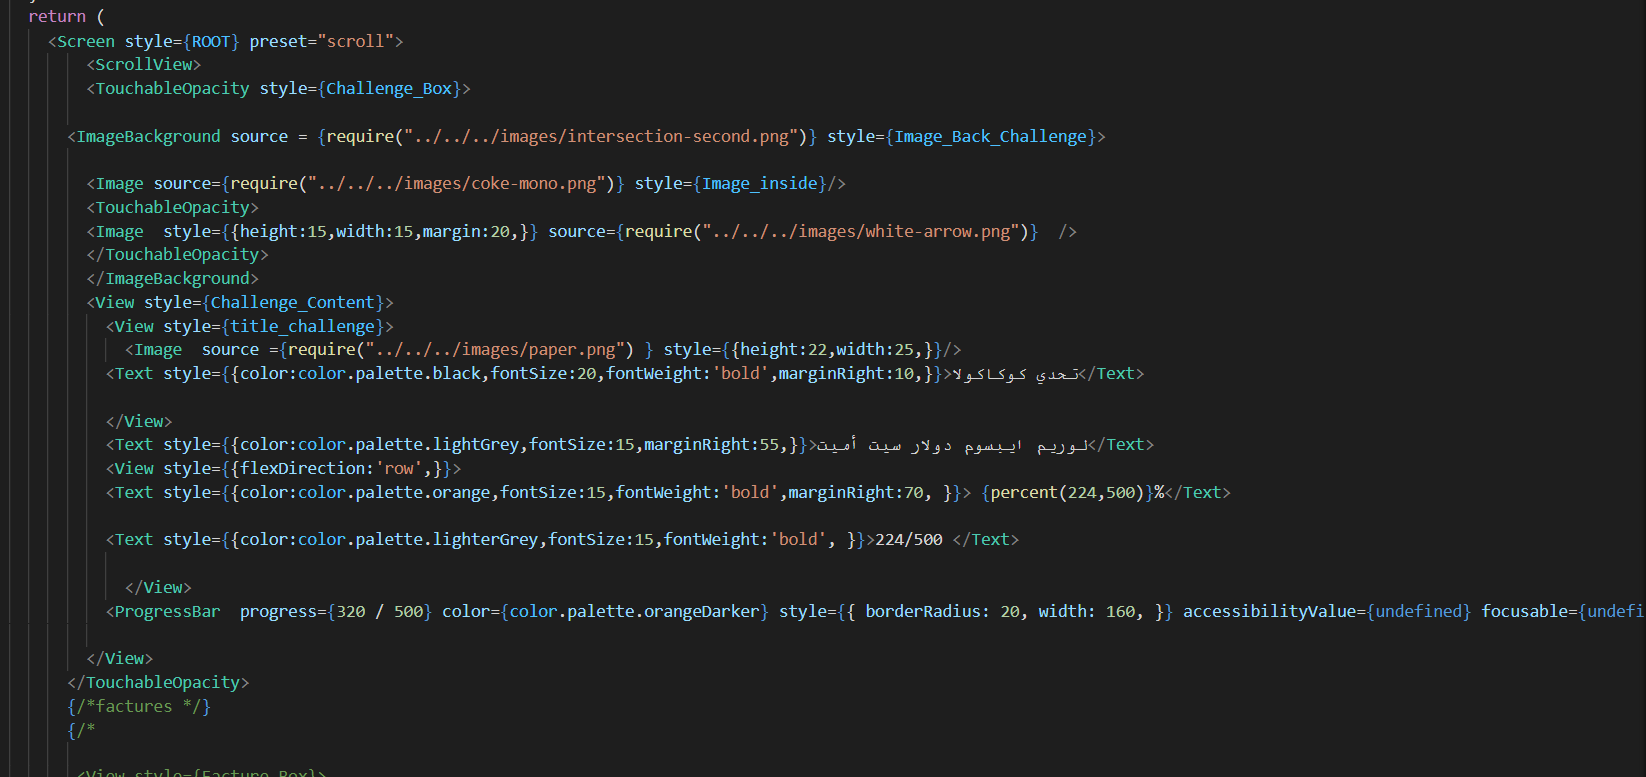 return (
<Screen style={ROOT} preset="scroll">
<ScrollView>
<TouchableOpacity style={Challenge_Box}>
<ImageBackground source = {require("../../../images/intersection-second.png")} style={Image_Back_Challenge}>
<Image source={require("../../../images/coke-mono.png")} style={Image_inside}/>
<TouchableOpacity>
<Image  style={{height:15,width:15,margin:20,}} source={require("../../../images/white-arrow.png")}  />
</TouchableOpacity>
</ImageBackground>
<View style={Challenge_Content}>
<View style={title_challenge}>
<Image  source ={require("../../../images/paper.png") } style={{height:22,width:25,}}/>
<Text style={{color:color.palette.black,fontSize:20,fontWeight:'bold',marginRight:10,}}>تحدي كوكاكولا</Text>
</View>
<Text style={{color:color.palette.lightGrey,fontSize:15,marginRight:55,}}>لوريم ايبسوم دولار سيت أميت</Text>
<View style={{flexDirection:'row',}}>
<Text style={{color:color.palette.orange,fontSize:15,fontWeight:'bold',marginRight:70, }}> {percent(224,500)}%</Text>
<Text style={{color:color.palette.lighterGrey,fontSize:15,fontWeight:'bold', }}>224/500 </Text>
</View>
<ProgressBar  progress={320 / 500} color={color.palette.orangeDarker} style={{ borderRadius: 20, width: 160, }} accessibilityValue={undefined} focusable={undefi
</View>
</TouchableOpacity>
{/*factures */}
{/*
<View style={Facture_Box}>